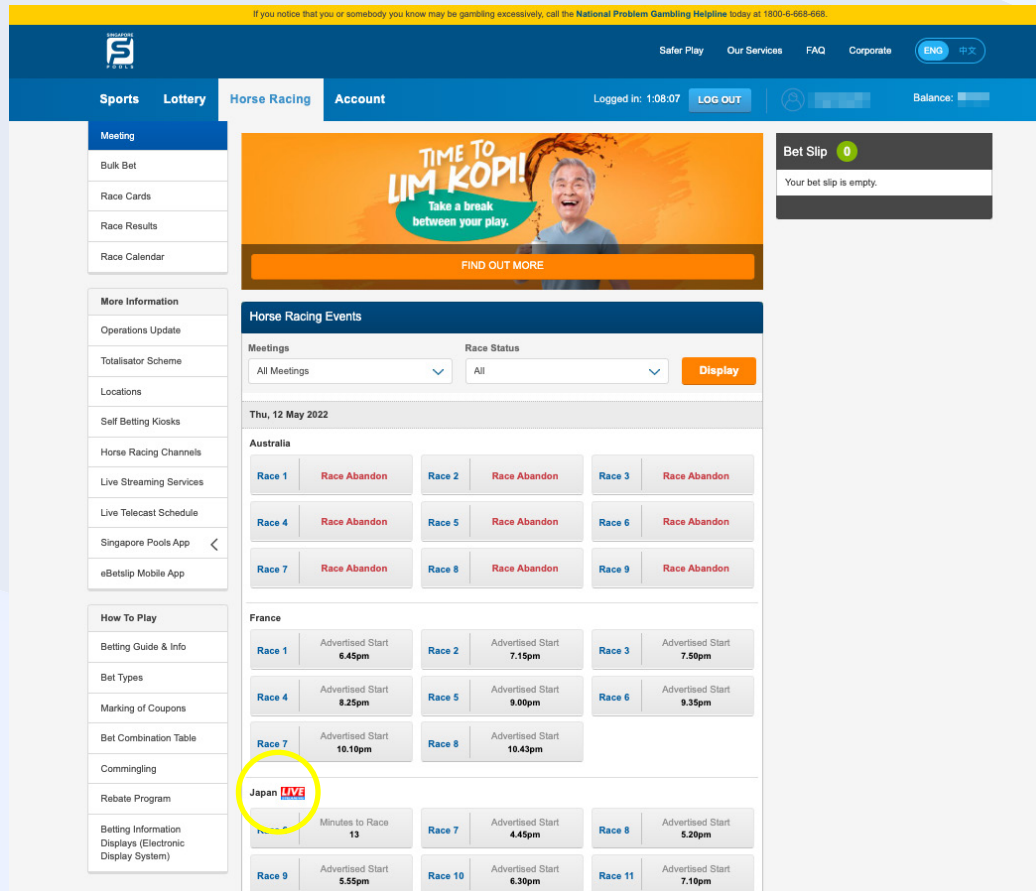 If you notice that you or somebody you know may be gambling excessively, call the National Problem Gambling Helpline today at 1800-6-668-668.
SINGAPORE
POOLS
Safer Play Our Services FAQ Corporate ENG 中文
Sports Lottery Horse Racing Account Logged in: 1:08:07 LOG OUT Balance:
Meeting
Bulk Bet
Race Cards
Race Results
Race Calendar
More Information
Operations Update
Totalisator Scheme
Locations
Self Betting Kiosks
Horse Racing Channels
Live Streaming Services
Live Telecast Schedule
Singapore Pools App
eBetslip Mobile App
How To Play
Betting Guide & Info
Bet Types
Marking of Coupons
Bet Combination Table
Commingling
Rebate Program
Betting Information
Displays (Electronic
Display System)
TIME TO
LIM KOPI!
Take a break
between your play.
FIND OUT MORE
Horse Racing Events
Meetings Race Status
All Meetings All Display
Thu, 12 May 2022
Australia
Race 1 Race Abandon Race 2 Race Abandon Race 3 Race Abandon
Race 4 Race Abandon Race 5 Race Abandon Race 6 Race Abandon
Race 7 Race Abandon Race 8 Race Abandon Race 9 Race Abandon
France
Race 1 Advertised Start 6.45pm Race 2 Advertised Start 7.15pm Race 3 Advertised Start 7.50pm
Race 4 Advertised Start 8.25pm Race 5 Advertised Start 9.00pm Race 6 Advertised Start 9.35pm
Race 7 Advertised Start 10.10pm Race 8 Advertised Start 10.43pm
Japan LIVE
Minutes to Race 13 Race 7 Advertised Start 4.45pm Race 8 Advertised Start 5.20pm
Race 9 Advertised Start 5.55pm Race 10 Advertised Start 6.30pm Race 11 Advertised Start 7.10pm
Bet Slip 0
Your bet slip is empty.